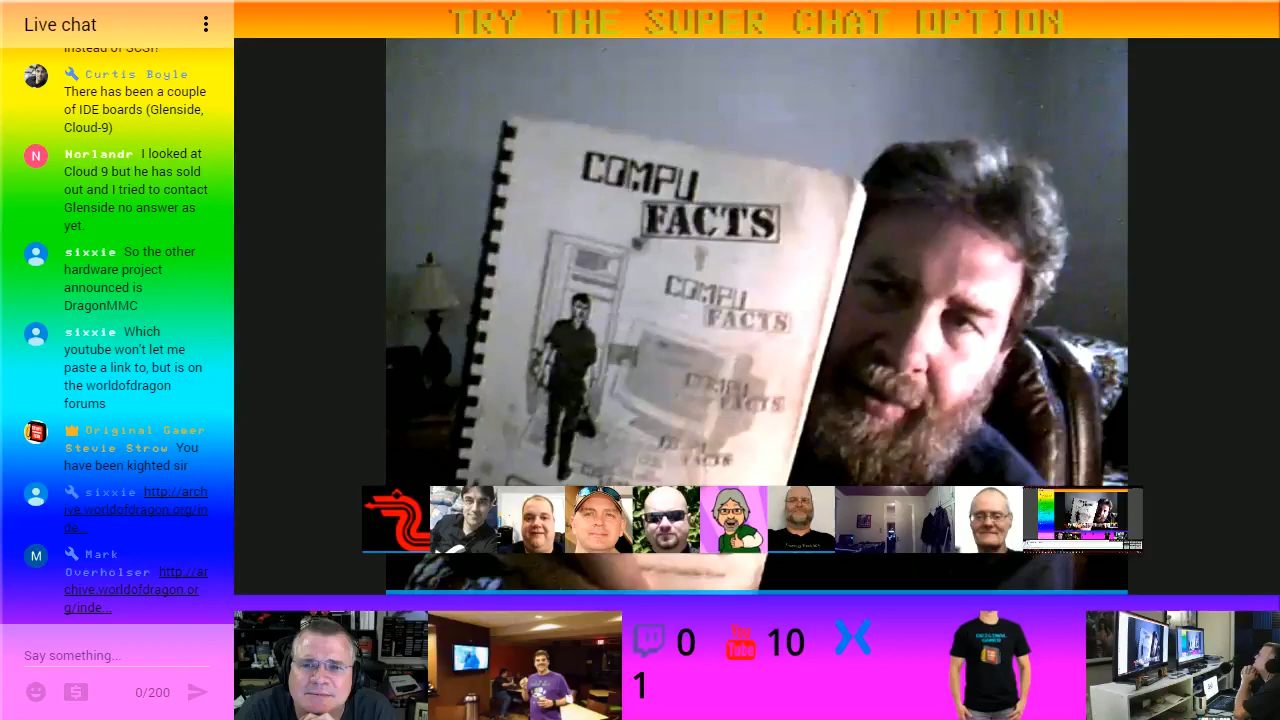 TRY THE SUPER CHAT OPTION
Live chat
instead of SCSI?
Curtis Boyle
There has been a couple
of IDE boards (Glenside,
Cloud-9)
N
Norlandr I looked at
Cloud 9 but he has sold
out and I tried to contact
Glenside no answer as
yet.
sixxie So the other
hardware project
announced is
DragonMMC
sixxie Which
youtube won't let me
paste a link to, but is on
the worldofdragon
forums
Original Gamer
Stevie Strow You
have been kighted sir
sixxie http://arch
ive.worldofdragon.org/in
de...
M
Mark
Overholser http://ar
chive.worldofdragon.or
g/inde...
Say something...
0/200
COMPU
FACTS
COMPU
FACTS
COMPU
FACTS
0
You
Tube
10
1
ORIGINAL
GAMER